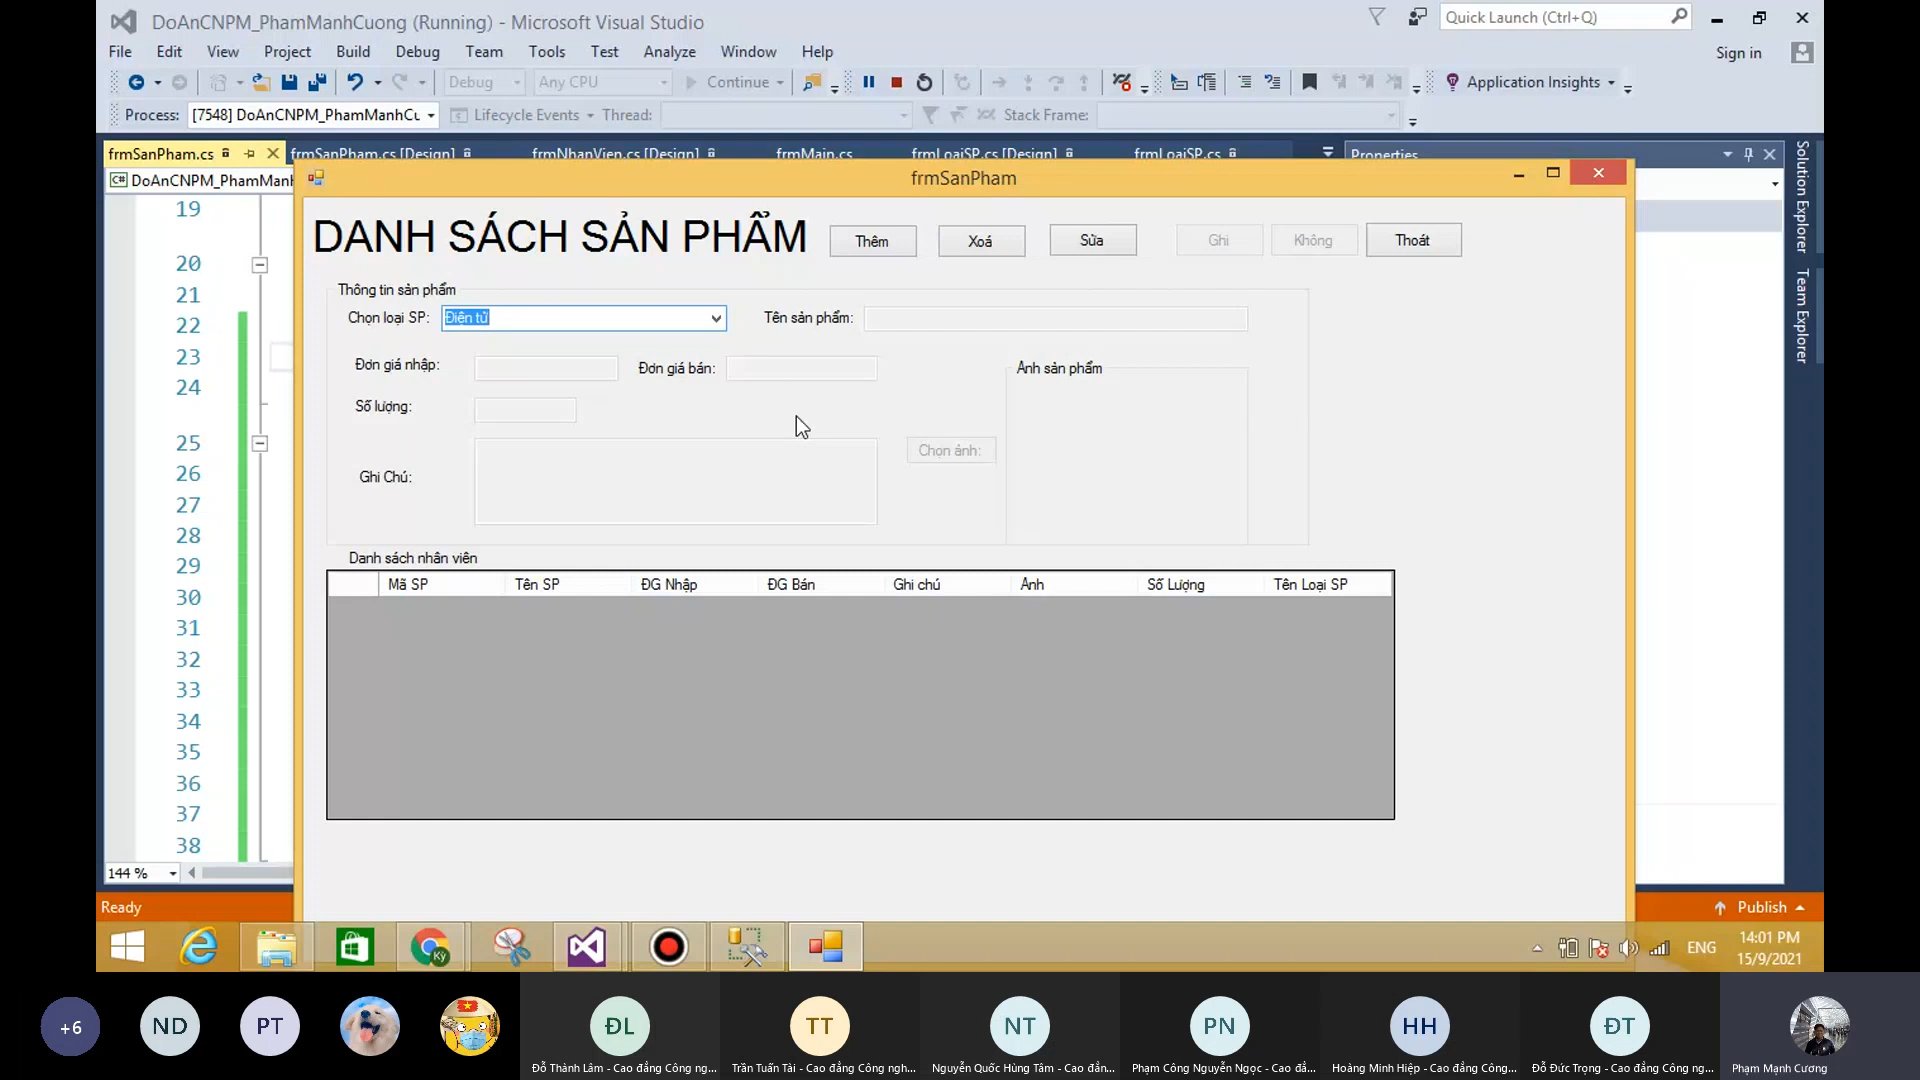 DoAnCNPM_PhamManhCuong (Running) - Microsoft Visual Studio
Quick Launch (Ctrl+Q)
File Edit View Project Build Debug Team Tools Test Analyze Window Help
Sign in
Debug Any CPU Continue Application Insights
Process: [7548] DoAnCNPM_PhamManhCu Lifecycle Events Thread: Stack Frame:
frmSanPham.cs frmSanPham.cs [Design] frmNhanVien.cs [Design] frmMain.cs frmLoaiSP.cs [Design] frmLoaiSP.cs Properties
C# DoAnCNPM_PhamManh
frmSanPham
Solution Explorer
Team Explorer
19
20
21
22
23
24
25
26
27
28
29
30
31
32
33
34
35
36
37
38
DANH SÁCH SẢN PHẨM
Thêm Xoá Sửa Ghi Không Thoát
Thông tin sản phẩm
Chọn loại SP: Điện tử Tên sản phẩm:
Đơn giá nhập: Đơn giá bán: Ảnh sản phẩm
Số lượng:
Chọn ảnh:
Ghi Chú:
Danh sách nhân viên
Mã SP Tên SP ĐG Nhập ĐG Bán Ghi chú Ảnh Số Lượng Tên Loại SP
144 %
Ready
Publish
Kỳ
ENG
14:01 PM
15/9/2021
+6 ND PT ĐL TT NT PN HH ĐT
Đỗ Thành Lâm - Cao đẳng Công ng...
Trần Tuấn Tài - Cao đẳng Công ngh...
Nguyễn Quốc Hùng Tâm - Cao đẳn...
Phạm Công Nguyễn Ngọc - Cao đẳ...
Hoàng Minh Hiệp - Cao đẳng Công...
Đỗ Đức Trọng - Cao đẳng Công ng...
Phạm Mạnh Cương